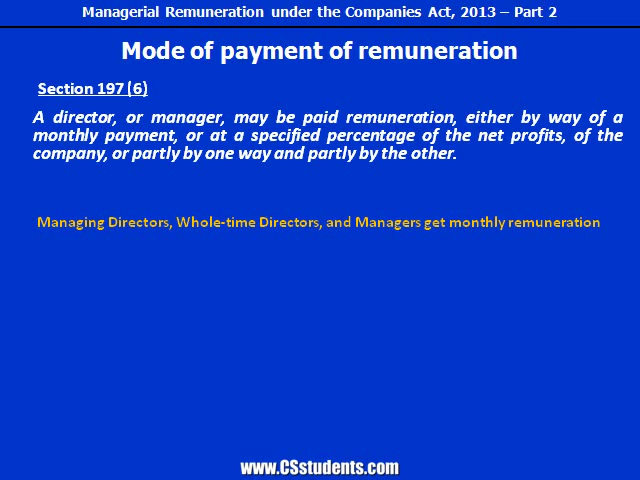 Managerial Remuneration under the Companies Act, 2013 – Part 2
Mode of payment of remuneration
Section 197 (6)
A director, or manager, may be paid remuneration, either by way of a
monthly payment, or at a specified percentage of the net profits, of the
company, or partly by one way and partly by the other.
Managing Directors, Whole-time Directors, and Managers get monthly remuneration
www.CSstudents.com